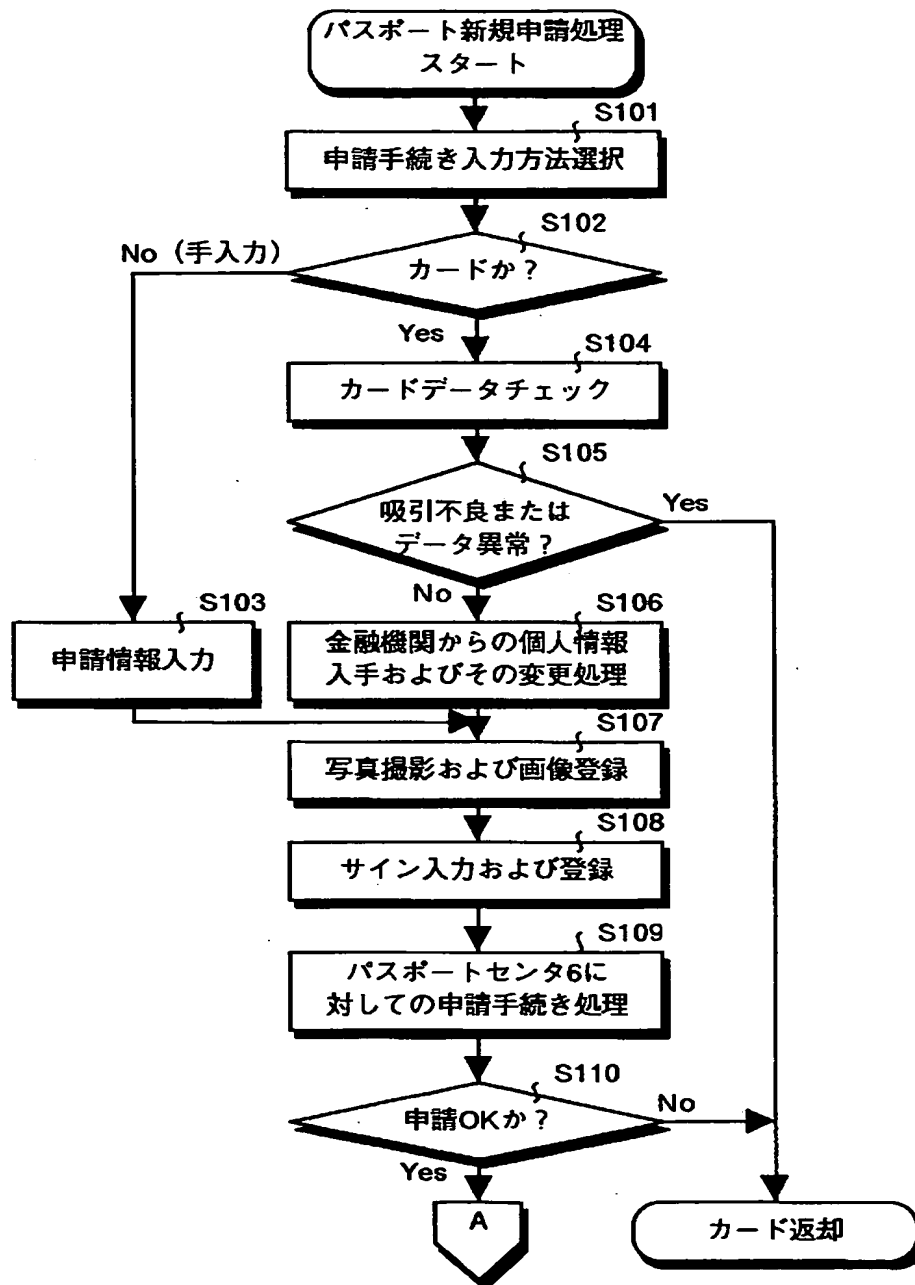 パスポート新規申請処理
スタート
S101
申請手続き入力方法選択
S102
No (手入力)
カードか?
Yes
S104
カードデータチェック
S105
吸引不良または
データ異常?
Yes
No
S103
申請情報入力
S106
金融機関からの個人情報
入手およびその変更処理
S107
写真撮影および画像登録
S108
サイン入力および登録
S109
パスポートセンタ6に
対しての申請手続き処理
S110
申請OKか?
No
Yes
A
カード返却